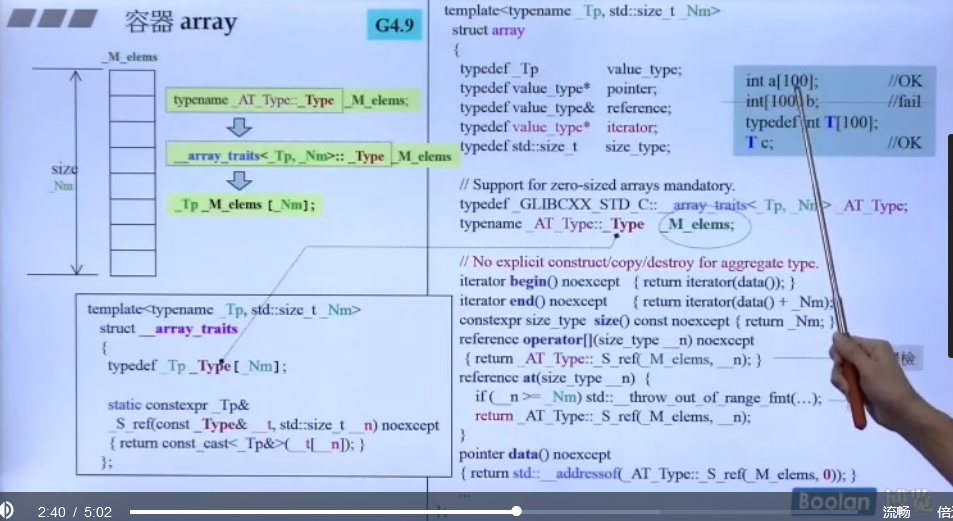 容器 array
G4.9
_M_elems
typename _AT_Type::_Type _M_elems;
__array_traits<_Tp, _Nm>:: _Type _M_elems
_Tp _M_elems [_Nm];
size
_Nm
template<typename _Tp, std::size_t _Nm>
struct __array_traits
{
typedef _Tp _Type[_Nm];
static constexpr _Tp&
_S_ref(const _Type& __t, std::size_t __n) noexcept
{ return const_cast<_Tp&>(__t[__n]); }
};
template<typename _Tp, std::size_t _Nm>
struct array
{
typedef _Tp value_type;
typedef value_type* pointer;
typedef value_type& reference;
typedef value_type* iterator;
typedef std::size_t size_type;
// Support for zero-sized arrays mandatory.
typedef _GLIBCXX_STD_C:: __array_traits<_Tp, _Nm> _AT_Type;
typename _AT_Type::_Type _M_elems;
// No explicit construct/copy/destroy for aggregate type.
iterator begin() noexcept { return iterator(data()); }
iterator end() noexcept { return iterator(data() + _Nm);
constexpr size_type size() const noexcept { return _Nm; }
reference operator[](size_type __n) noexcept
{ return _AT_Type::_S_ref(_M_elems, __n); }
reference at(size_type __n) {
if (__n >= _Nm) std::__throw_out_of_range_fmt(…);
return _AT_Type::_S_ref(_M_elems, __n);
}
pointer data() noexcept
{ return std::__addressof(_AT_Type::_S_ref(_M_elems, 0)); }
...
};
int a[100]; //OK
int[100] b; //fail
typedef int T[100];
T c; //OK
檢
Boolan 博览
2:40 / 5:02
流畅
倍